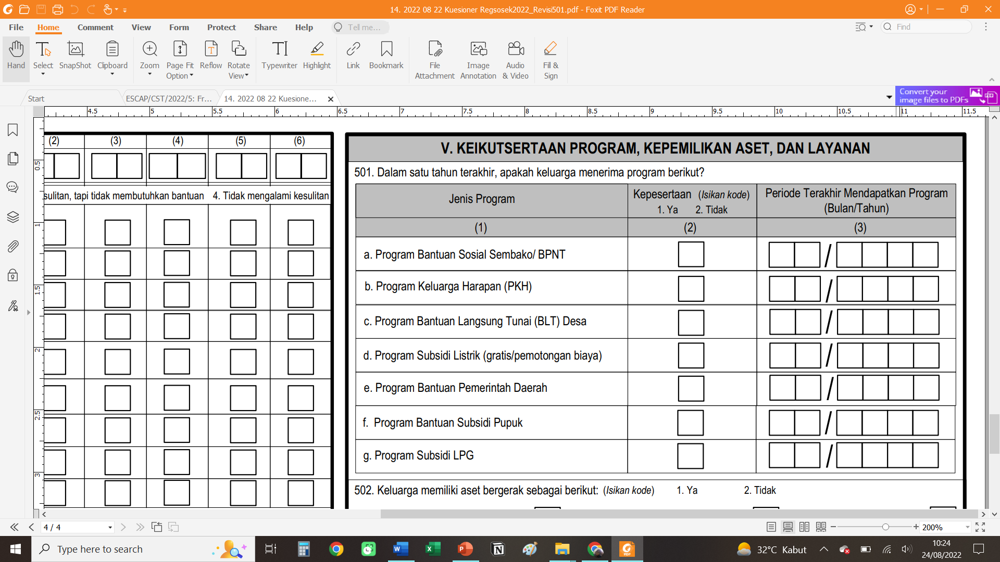 14. 2022 08 22 Kuesioner Regsosek2022_Revisi501.pdf - Foxit PDF Reader
File Home Comment View Form Protect Share Help Tell me... Find
Hand Select SnapShot Clipboard Zoom Page Fit Option Reflow Rotate View Typewriter Highlight Link Bookmark File Attachment Image Annotation Audio & Video Fill & Sign
Start ESCAP/CST/2022/5: Fr... 14. 2022 08 22 Kuesione...
Convert your
image files to PDFs
4.5 5 5.5 6 6.5 7 7.5 8 8.5 9 9.5 10 10.5 11 11.5
0.5
1
1.5
2
2.5
3
(2) (3) (4) (5) (6)
sulitan, tapi tidak membutuhkan bantuan 4. Tidak mengalami kesulitan
V. KEIKUTSERTAAN PROGRAM, KEPEMILIKAN ASET, DAN LAYANAN
501. Dalam satu tahun terakhir, apakah keluarga menerima program berikut?
Jenis Program
Kepesertaan (Isikan kode)
1. Ya 2. Tidak
Periode Terakhir Mendapatkan Program
(Bulan/Tahun)
(1) (2) (3)
a. Program Bantuan Sosial Sembako/ BPNT /
b. Program Keluarga Harapan (PKH) /
c. Program Bantuan Langsung Tunai (BLT) Desa /
d. Program Subsidi Listrik (gratis/pemotongan biaya) /
e. Program Bantuan Pemerintah Daerah /
f. Program Bantuan Subsidi Pupuk /
g. Program Subsidi LPG /
502. Keluarga memiliki aset bergerak sebagai berikut: (Isikan kode) 1. Ya 2. Tidak
4 / 4 200%
Type here to search 32°C Kabut 10:24
24/08/2022